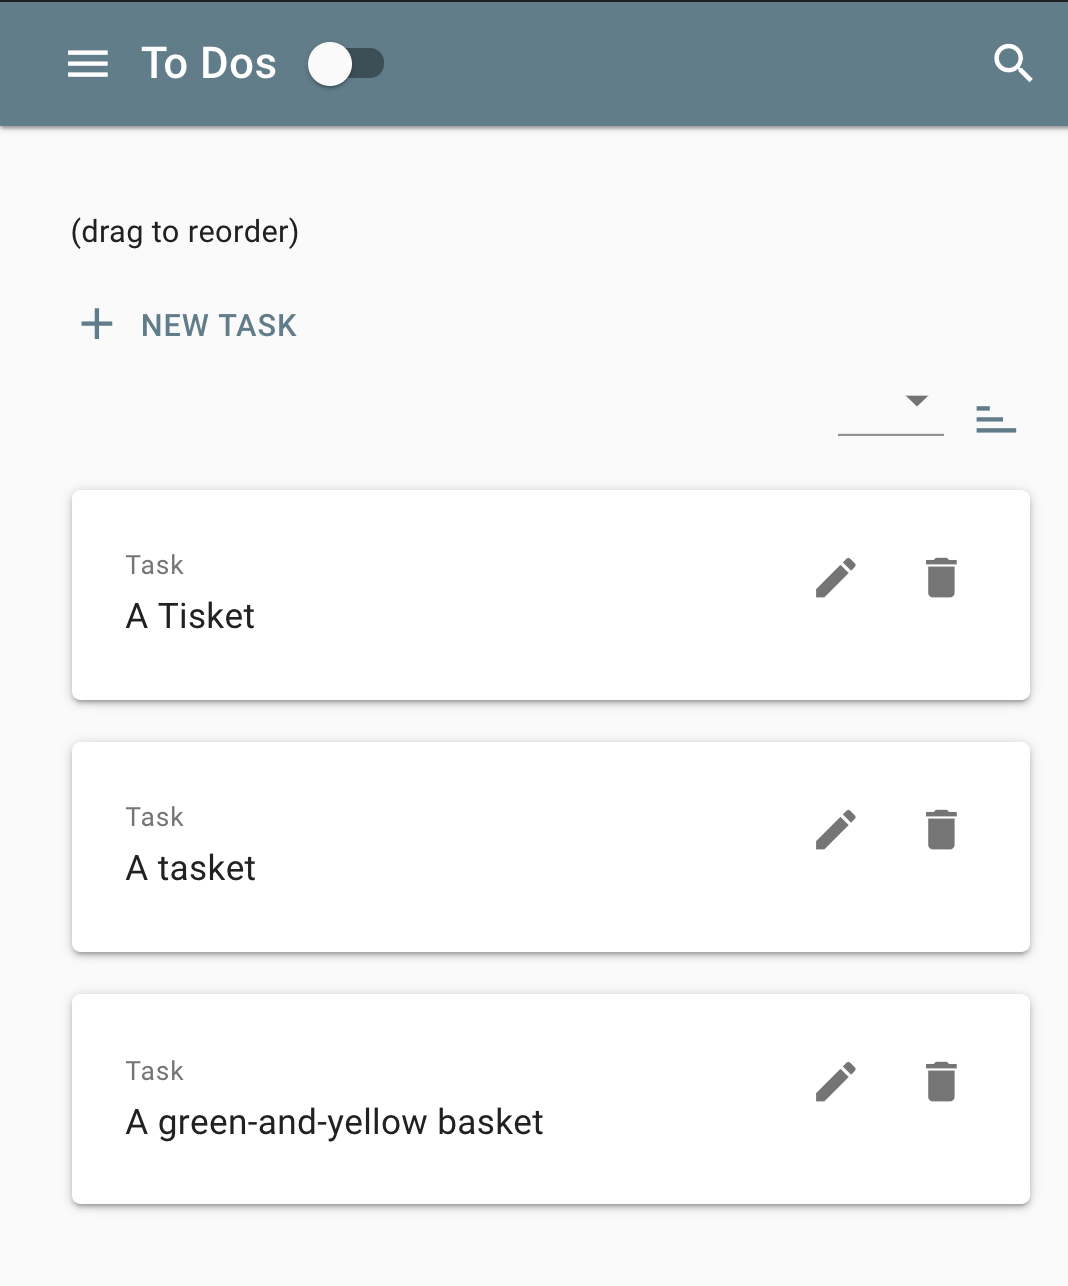 To Dos
(drag to reorder)
NEW TASK
Task
A Tisket
Task
A tasket
Task
A green-and-yellow basket